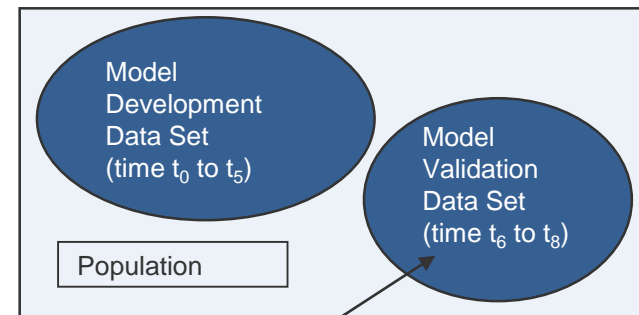 Model
Development
Data Set
(time t₀ to t₅)
Model
Validation
Data Set
(time t₆ to t₈)
Population